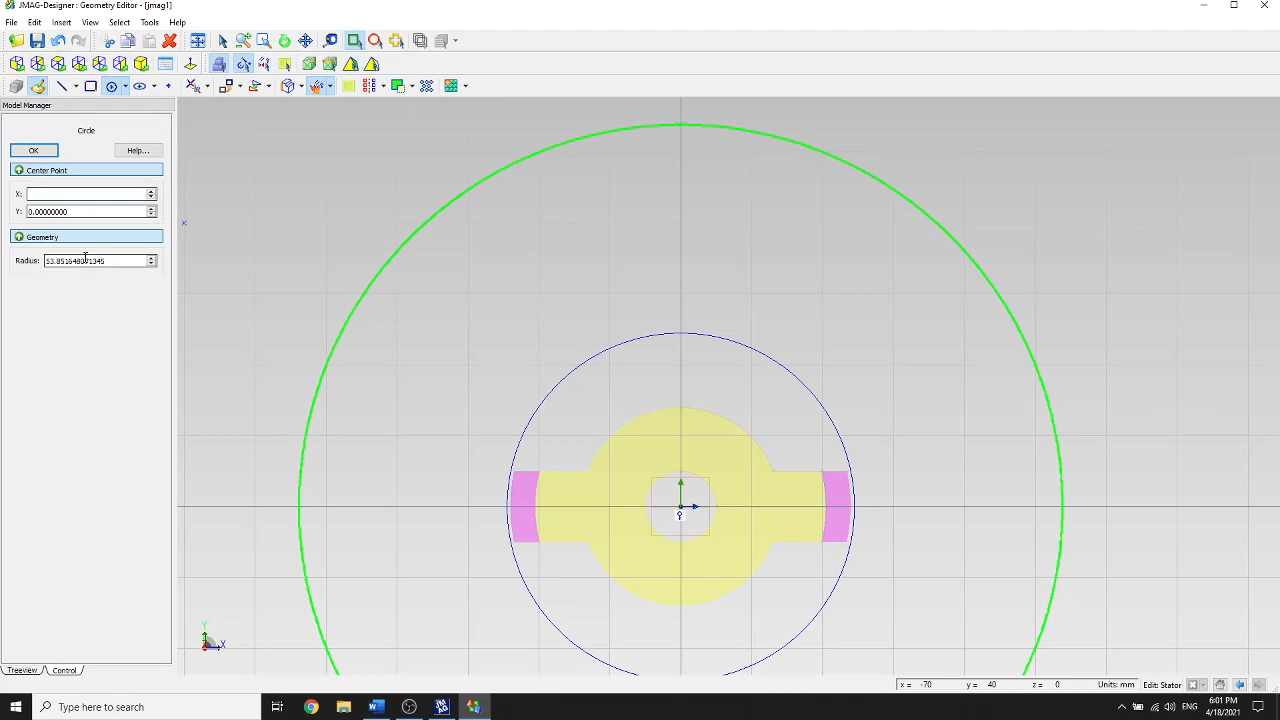 JMAG-Designer : Geometry Editor - [jmag1]
File Edit Insert View Select Tools Help
Model Manager
Circle
OK Help...
Center Point
X:
Y: 0.00000000
Geometry
Radius:
Y
X
Treeview Control
x = -70 y = 40 z = 0 Units: mm Edit: Stator
Type here to search
ENG
6:01 PM
4/18/2021